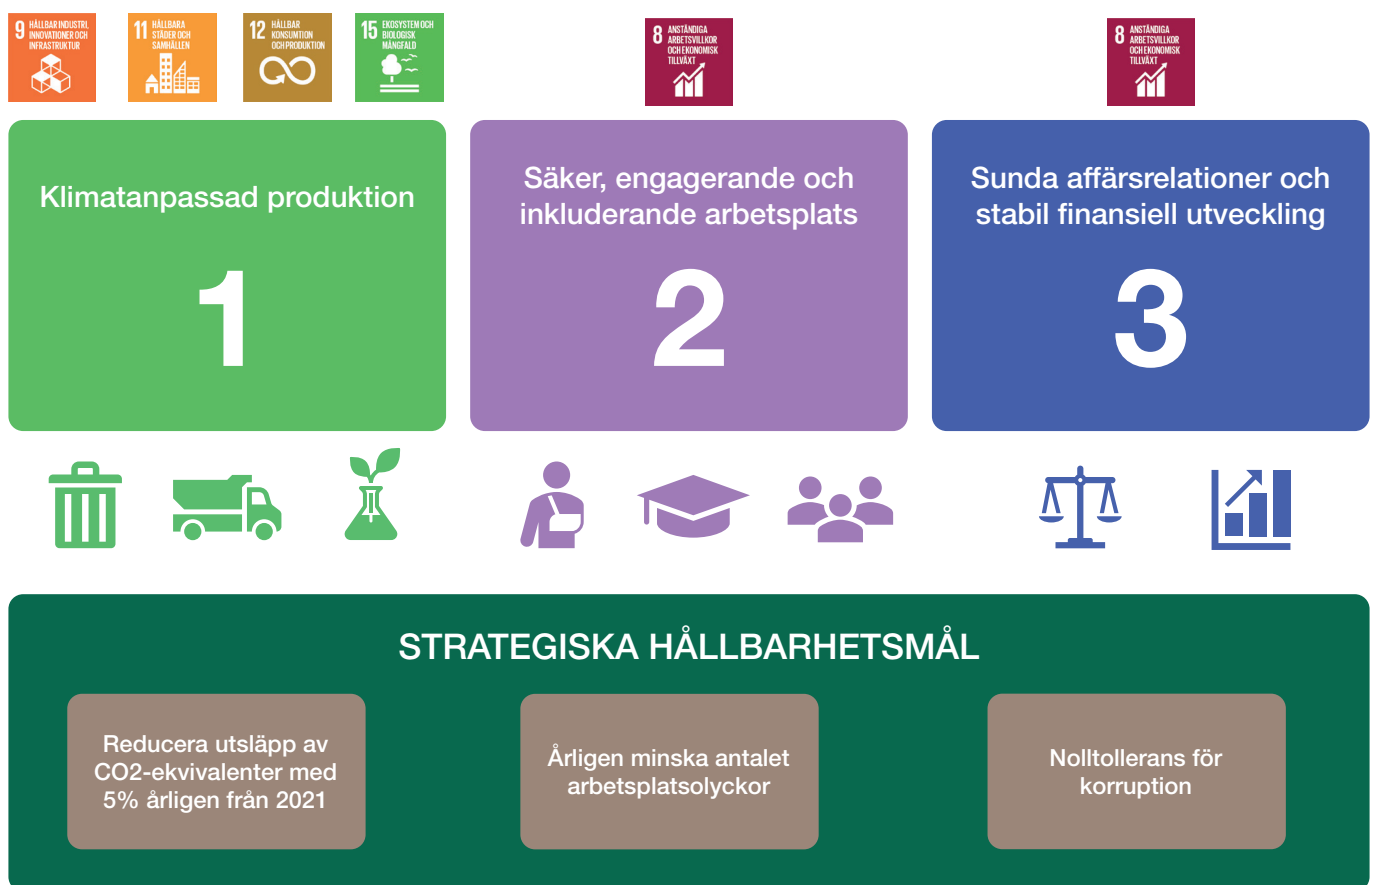 9 HÅLLBAR INDUSTRI,
INNOVATIONER OCH
INFRASTRUKTUR
11 HÅLLBARA
STÄDER OCH
SAMHÄLLEN
12 HÅLLBAR
KONSUMTION
OCH PRODUKTION
15 EKOSYSTEM OCH
BIOLOGISK
MÅNGFALD
8 ANSTÄNDIGA
ARBETSVILLKOR
OCH EKONOMISK
TILLVÄXT
8 ANSTÄNDIGA
ARBETSVILLKOR
OCH EKONOMISK
TILLVÄXT
Klimatanpassad produktion
1
Säker, engagerande och
inkluderande arbetsplats
2
Sunda affärsrelationer och
stabil finansiell utveckling
3
STRATEGISKA HÅLLBARHETSMÅL
Reducera utsläpp av
CO2-ekvivalenter med
5% årligen från 2021
Årligen minska antalet
arbetsplatsolyckor
Nolltollerans för
korruption